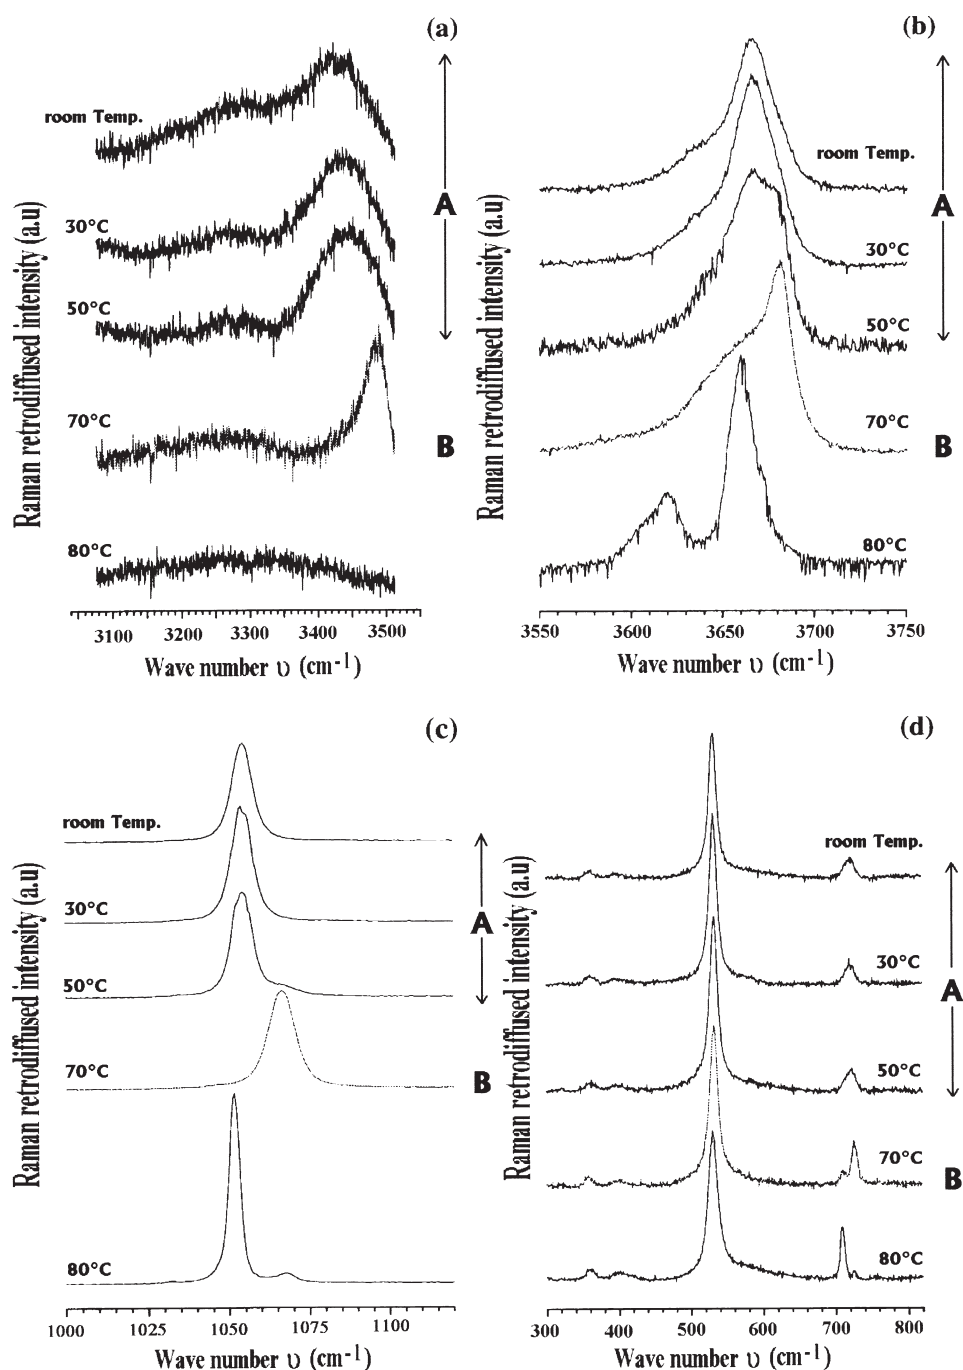 (a)
room Temp.
30°C
50°C
70°C
80°C
A
B
Raman retrodiffused intensity (a.u)
3100 3200 3300 3400 3500
Wave number υ (cm-1)
(b)
room Temp.
30°C
50°C
70°C
80°C
A
B
Raman retrodiffused intensity (a.u)
3550 3600 3650 3700 3750
Wave number υ (cm-1)
(c)
room Temp.
30°C
50°C
70°C
80°C
A
B
Raman retrodiffused intensity (a.u)
1000 1025 1050 1075 1100
Wave number υ (cm-1)
(d)
room Temp.
30°C
50°C
70°C
80°C
A
B
Raman retrodiffused intensity (a.u)
300 400 500 600 700 800
Wave number υ (cm-1)